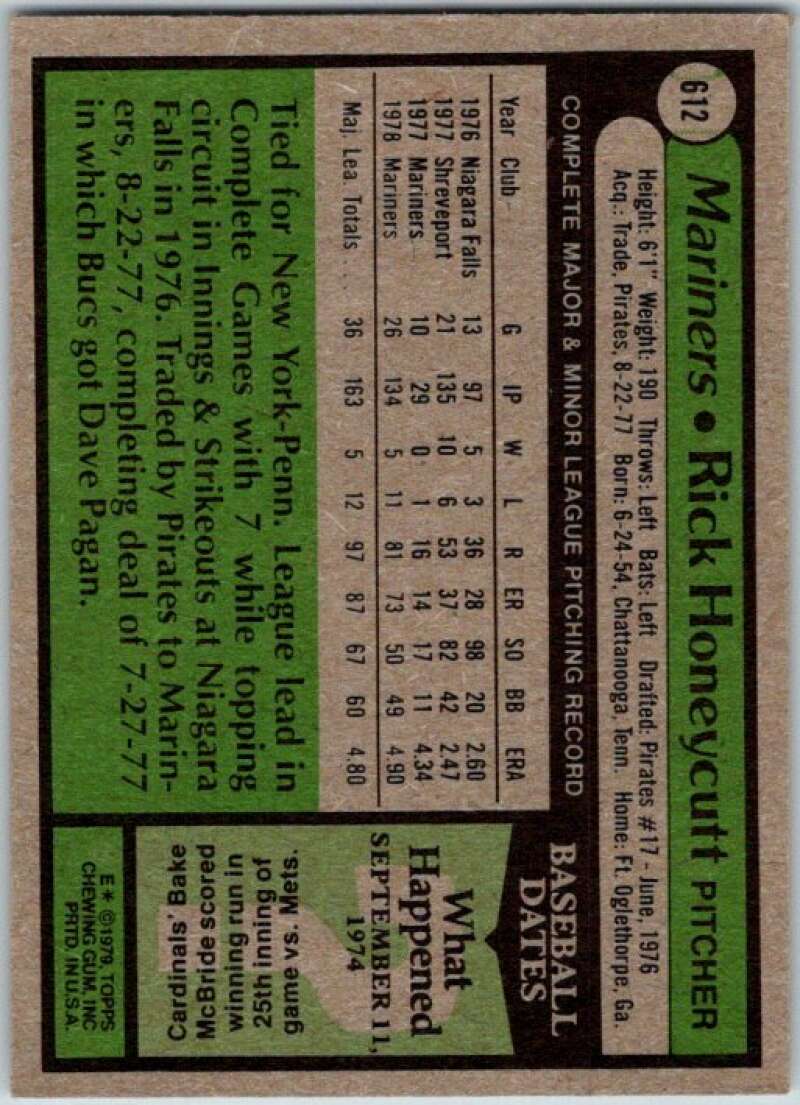 612
Mariners • Rick Honeycutt PITCHER
Height: 6'1" Weight: 190 Throws: Left Bats: Left Drafted: Pirates #17 - June, 1976
Acq.: Trade, Pirates, 8-22-77 Born: 6-24-54, Chattanooga, Tenn. Home: Ft. Oglethorpe, Ga.
COMPLETE MAJOR & MINOR LEAGUE PITCHING RECORD
Year Club G IP W L R ER SO BB ERA
1976 Niagara Falls 13 97 5 3 36 28 98 20 2.60
1977 Shreveport 21 135 10 6 53 37 82 42 2.47
1977 Mariners 10 29 0 1 16 14 17 11 4.34
1978 Mariners 26 134 5 11 81 73 50 49 4.90
Maj. Lea. Totals . . . 36 163 5 12 97 87 67 60 4.80
Tied for New York-Penn. League lead in
Complete Games with 7 while topping
circuit in Innings & Strikeouts at Niagara
Falls in 1976. Traded by Pirates to Marin-
ers, 8-22-77, completing deal of 7-27-77
in which Bucs got Dave Pagan.
BASEBALL
DATES
What
Happened
SEPTEMBER 11,
1974
Cardinals' Bake
McBride scored
winning run in
25th inning of
game vs. Mets.
E * © 1979, TOPPS
CHEWING GUM, INC
PRTD. IN U.S.A.